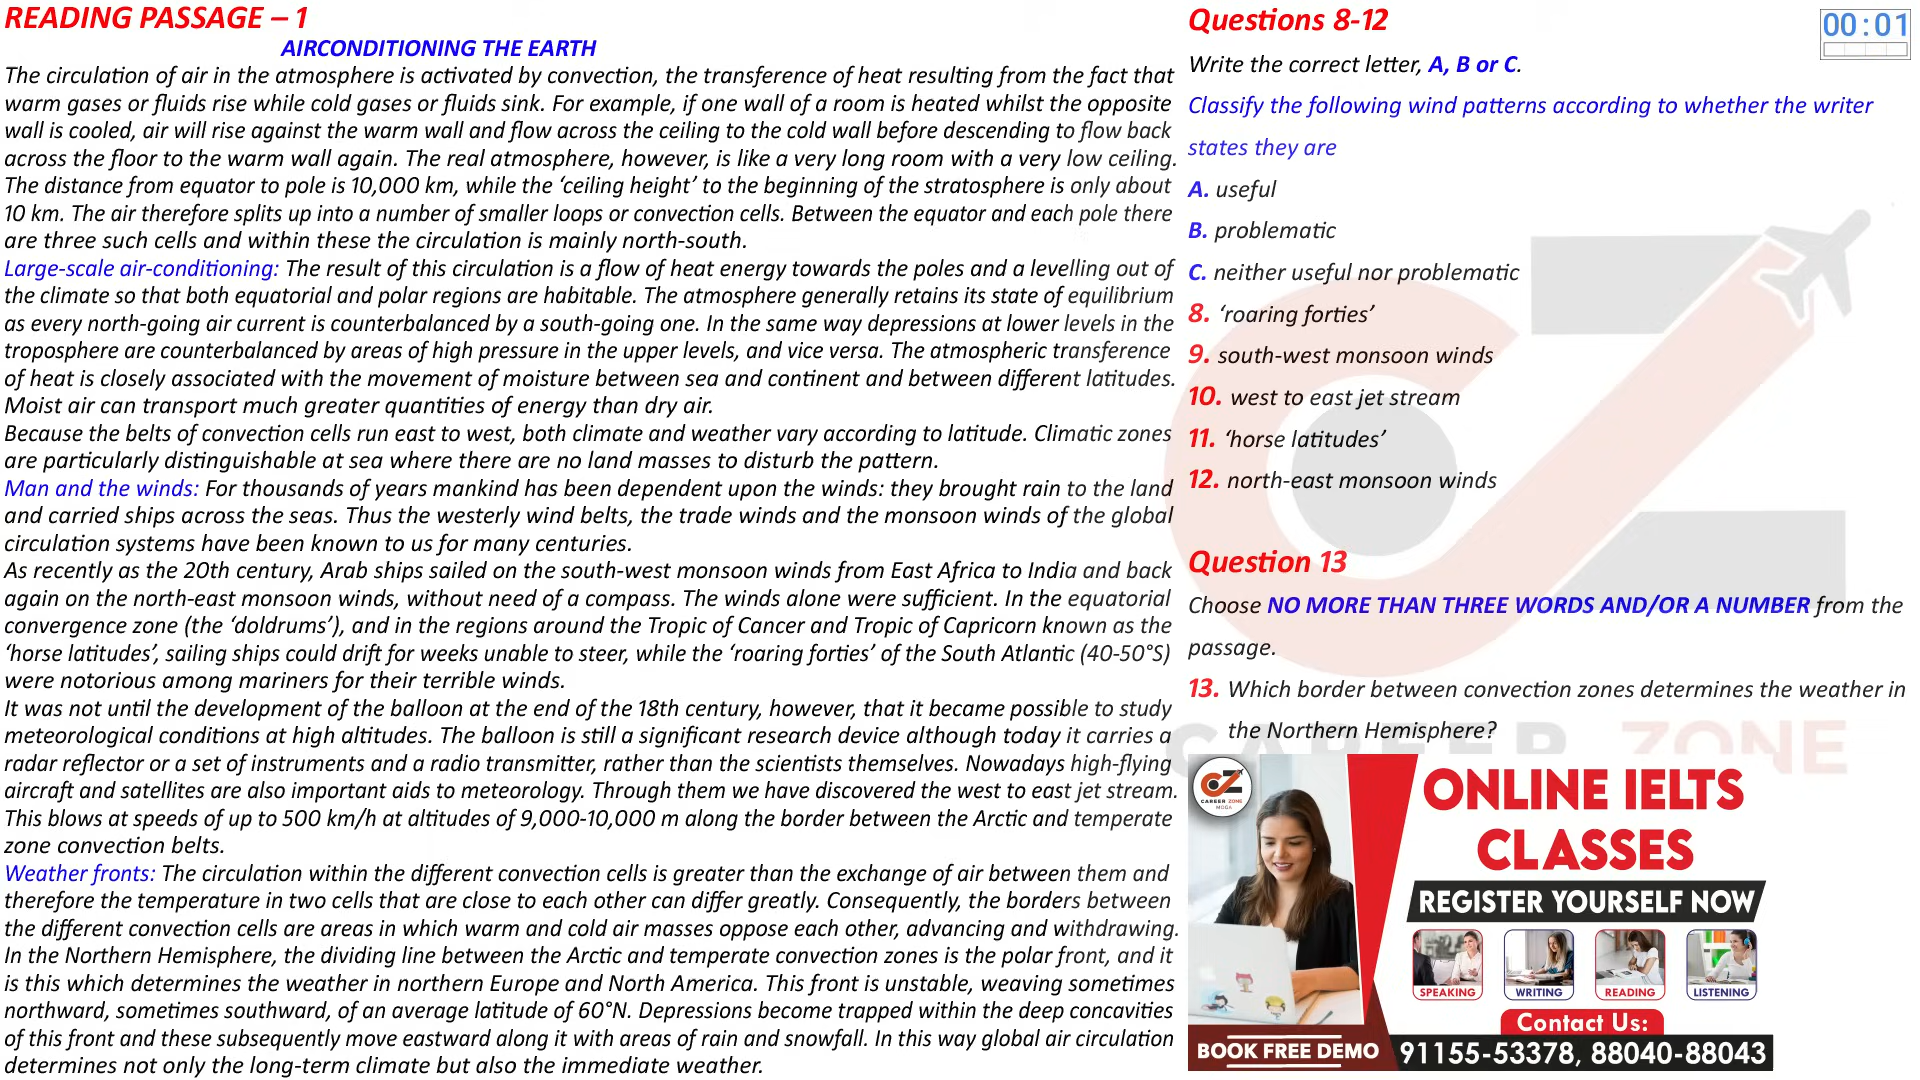 READING PASSAGE – 1
AIRCONDITIONING THE EARTH
The circulation of air in the atmosphere is activated by convection, the transference of heat resulting from the fact that
warm gases or fluids rise while cold gases or fluids sink. For example, if one wall of a room is heated whilst the opposite
wall is cooled, air will rise against the warm wall and flow across the ceiling to the cold wall before descending to flow back
across the floor to the warm wall again. The real atmosphere, however, is like a very long room with a very low ceiling.
The distance from equator to pole is 10,000 km, while the ‘ceiling height’ to the beginning of the stratosphere is only about
10 km. The air therefore splits up into a number of smaller loops or convection cells. Between the equator and each pole there
are three such cells and within these the circulation is mainly north-south.
Large-scale air-conditioning: The result of this circulation is a flow of heat energy towards the poles and a levelling out of
the climate so that both equatorial and polar regions are habitable. The atmosphere generally retains its state of equilibrium
as every north-going air current is counterbalanced by a south-going one. In the same way depressions at lower levels in the
troposphere are counterbalanced by areas of high pressure in the upper levels, and vice versa. The atmospheric transference
of heat is closely associated with the movement of moisture between sea and continent and between different latitudes.
Moist air can transport much greater quantities of energy than dry air.
Because the belts of convection cells run east to west, both climate and weather vary according to latitude. Climatic zones
are particularly distinguishable at sea where there are no land masses to disturb the pattern.
Man and the winds: For thousands of years mankind has been dependent upon the winds: they brought rain to the land
and carried ships across the seas. Thus the westerly wind belts, the trade winds and the monsoon winds of the global
circulation systems have been known to us for many centuries.
As recently as the 20th century, Arab ships sailed on the south-west monsoon winds from East Africa to India and back
again on the north-east monsoon winds, without need of a compass. The winds alone were sufficient. In the equatorial
convergence zone (the ‘doldrums’), and in the regions around the Tropic of Cancer and Tropic of Capricorn known as the
‘horse latitudes’, sailing ships could drift for weeks unable to steer, while the ‘roaring forties’ of the South Atlantic (40-50°S)
were notorious among mariners for their terrible winds.
It was not until the development of the balloon at the end of the 18th century, however, that it became possible to study
meteorological conditions at high altitudes. The balloon is still a significant research device although today it carries a
radar reflector or a set of instruments and a radio transmitter, rather than the scientists themselves. Nowadays high-flying
aircraft and satellites are also important aids to meteorology. Through them we have discovered the west to east jet stream.
This blows at speeds of up to 500 km/h at altitudes of 9,000-10,000 m along the border between the Arctic and temperate
zone convection belts.
Weather fronts: The circulation within the different convection cells is greater than the exchange of air between them and
therefore the temperature in two cells that are close to each other can differ greatly. Consequently, the borders between
the different convection cells are areas in which warm and cold air masses oppose each other, advancing and withdrawing.
In the Northern Hemisphere, the dividing line between the Arctic and temperate convection zones is the polar front, and it
is this which determines the weather in northern Europe and North America. This front is unstable, weaving sometimes
northward, sometimes southward, of an average latitude of 60°N. Depressions become trapped within the deep concavities
of this front and these subsequently move eastward along it with areas of rain and snowfall. In this way global air circulation
determines not only the long-term climate but also the immediate weather.
Questions 8-12
00:01
Write the correct letter, A, B or C.
Classify the following wind patterns according to whether the writer
states they are
A. useful
B. problematic
C. neither useful nor problematic
8. ‘roaring forties’
9. south-west monsoon winds
10. west to east jet stream
11. ‘horse latitudes’
12. north-east monsoon winds
Question 13
Choose NO MORE THAN THREE WORDS AND/OR A NUMBER from the
passage.
13. Which border between convection zones determines the weather in
the Northern Hemisphere?
CAREER ZONE
CAREER ZONE
MOGA
ONLINE IELTS
CLASSES
REGISTER YOURSELF NOW
SPEAKING
WRITING
READING
LISTENING
Contact Us:
BOOK FREE DEMO
91155-53378, 88040-88043